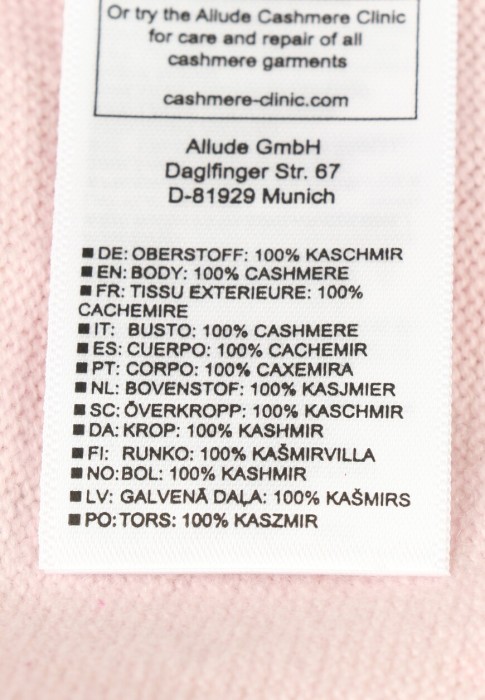 Or try the Allude Cashmere Clinic
for care and repair of all
cashmere garments
cashmere-clinic.com
Allude GmbH
Daglfinger Str. 67
D-81929 Munich
■ DE: OBERSTOFF: 100% KASCHMIR
■ EN: BODY: 100% CASHMERE
■ FR: TISSU EXTERIEURE: 100%
CACHEMIRE
■ IT: BUSTO: 100% CASHMERE
■ ES: CUERPO: 100% CACHEMIR
■ PT: CORPO: 100% CAXEMIRA
■ NL: BOVENSTOF: 100% KASJMIER
■ SC: ÖVERKROPP: 100% KASCHMIR
■ DA: KROP: 100% KASHMIR
■ FI: RUNKO: 100% KAŠMIRVILLA
■ NO: BOL: 100% KASHMIR
■ LV: GALVENĀ DAĻA: 100% KAŠMIRS
■ PO: TORS: 100% KASZMIR